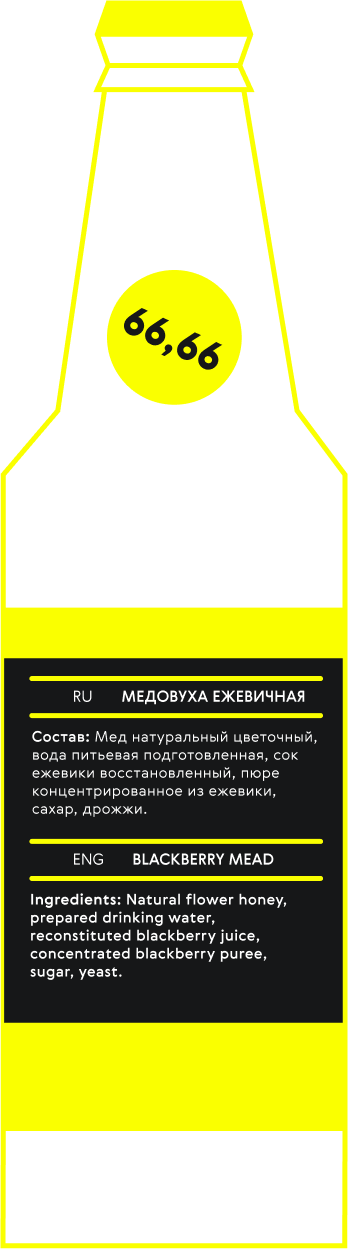 66,66
RU МЕДОВУХА ЕЖЕВИЧНАЯ
Состав: Мед натуральный цветочный,
вода питьевая подготовленная, сок
ежевики восстановленный, пюре
концентрированное из ежевики,
сахар, дрожжи.
ENG BLACKBERRY MEAD
Ingredients: Natural flower honey,
prepared drinking water,
reconstituted blackberry juice,
concentrated blackberry puree,
sugar, yeast.